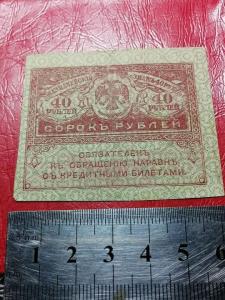 40 40
РУБЛЕЙ РУБЛЕЙ
СОРОКЪ РУБЛЕЙ
ОБЯЗАТЕЛЕНЪ
КЪ ОБРАЩЕНІЮ НАРАВНѢ
СЪ КРЕДИТНЫМИ БИЛЕТАМИ
1 2 3 4 5 6